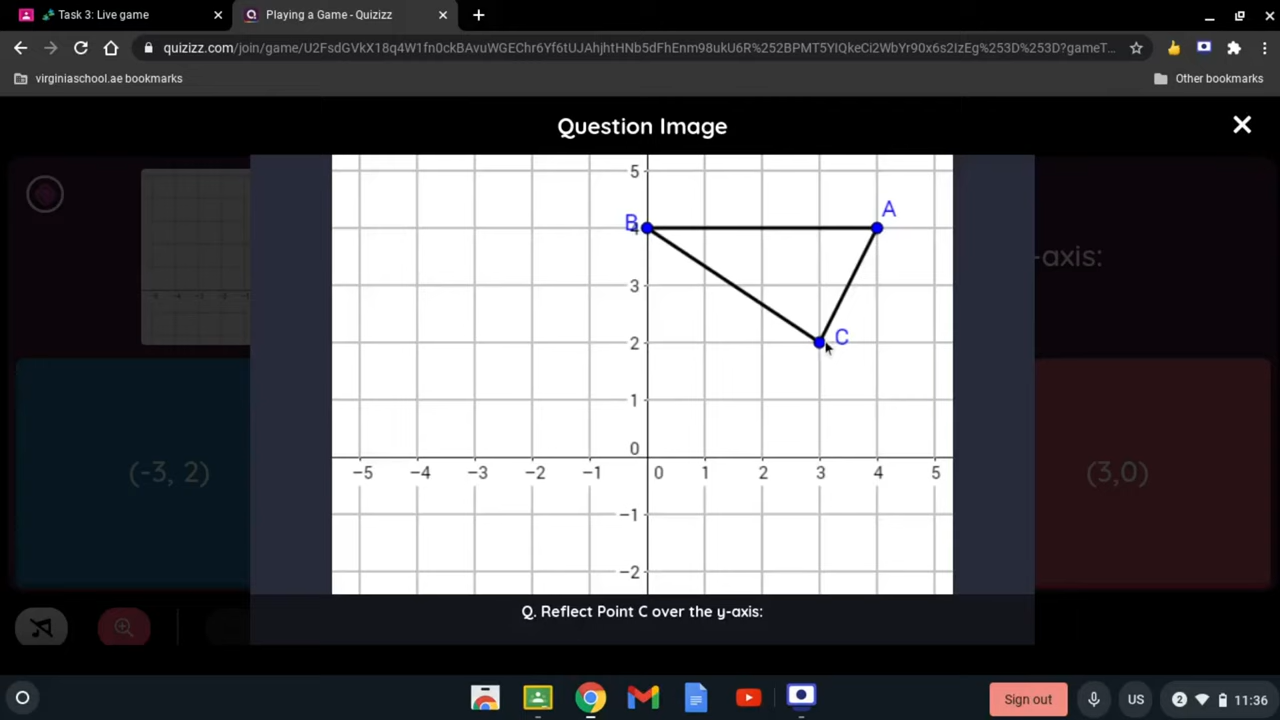 Task 3: Live game
Playing a Game - Quizizz
quizizz.com/join/game/U2FsdGVkX18q4W1fn0ckBAvuWGEChr6Yf6tUJAhjhtHNb5dFhEnm98ukU6R%252BPMT5YIQkeCi2WbYr90x6s2IzEg%253D%253D?gameT...
virginiaschool.ae bookmarks
Other bookmarks
Question Image
5
A
B
4
3
C
2
1
0
-5 -4 -3 -2 -1 0 1 2 3 4 5
-1
-2
-axis:
(-3, 2)
(3,0)
Q. Reflect Point C over the y-axis:
Sign out
US
2
11:36